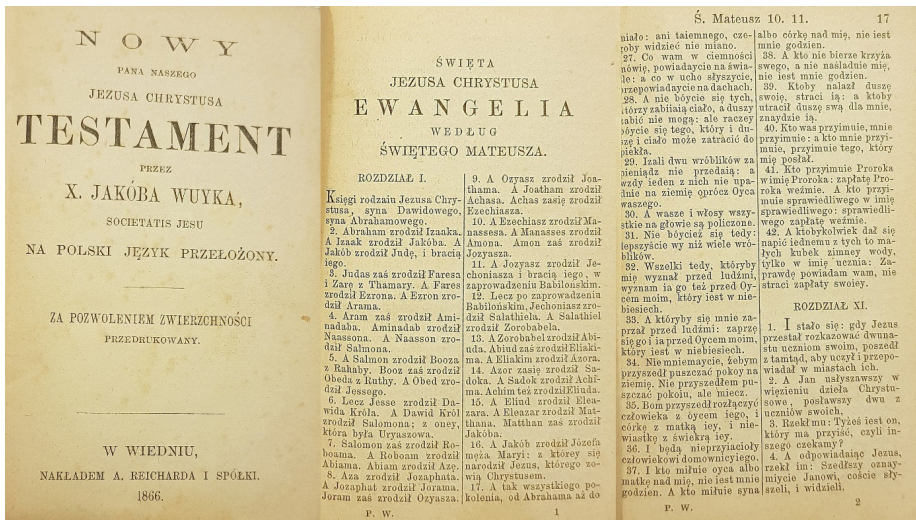 NOWY
PANA NASZEGO
JEZUSA CHRYSTUSA
TESTAMENT
PRZEZ
X. JAKÓBA WUYKA,
SOCIETATIS JESU
NA POLSKI JĘZYK PRZEŁOŻONY.
ZA POZWOLENIEM ZWIERZCHNOŚCI
PRZEDRUKOWANY.
W WIEDNIU,
NAKŁADEM A. REICHARDA I SPÓŁKI.
1866.
ŚWIĘTA
JEZUSA CHRYSTUSA
EWANGELIA
WEDŁUG
ŚWIĘTEGO MATEUSZA.
ROZDZIAŁ I.
Księgi rodzaiu Jezusa Chry-
stusa, syna Dawidowego,
syna Abrahamowego.
2. Abraham zrodził Izaaka.
A Izaak zrodził Jakóba. A
Jakób zrodził Judę, i bracią
iego.
3. Judas zaś zrodził Faresa
i Zarę z Thamary. A Fares
zrodził Ezrona. A Ezron zro-
dził Arama.
4. Aram zaś zrodził Ami-
nadaba. Aminadab zrodził
Naassona. A Naasson zro-
dził Salmona.
5. A Salmon zrodził Booza
z Rahaby. Booz zaś zrodził
Obeda z Ruthy. A Obed zro-
dził Jessego.
6. Lecz Jesse zrodził Da-
wida Króla. A Dawid Król
zrodził Salomona; z oney,
która była Uryaszowa.
7. Salomon zaś zrodził Ro-
boama. A Roboam zrodził
Abiama. Abiam zrodził Azę.
8. Aza zrodził Jozaphata.
A Jozaphat zrodził Jorama.
Joram zaś zrodził Ozyasza.
P. W.
9. A Ozyasz zrodził Joa-
thama. A Joatham zrodził
Achasa. Achas zasię zrodził
Ezechiasza.
10. A Ezechiasz zrodził Ma-
nassesa. A Manasses zrodził
Amona. Amon zaś zrodził
Jozyasza.
11. A Jozyasz zrodził Je-
choniasza i bracią iego, w
zaprowadzeniu Babilońskim.
12. Lecz po zaprowadzeniu
Babilońskim, Jechoniasz zro-
dził Salathiela. A Salathiel
zrodził Zorobabela.
13. A Zorobabel zrodził Abi-
uda. Abiud zaś zrodził Eliaki-
ma. A Eliakim zrodził Azora.
14. Azor zasię zrodził Sa-
doka. A Sadok zrodził Achi-
ma. Achim też zrodził Eliuda.
15. A Eliud zrodził Elea-
zara. A Eleazar zrodził Mat-
thana. Matthan zaś zrodził
Jakóba.
16. A Jakób zrodził Józefa
męża Maryi: z którey się
narodził Jezus, którego zo-
wią Chrystusem.
17. A tak wszystkiego po-
kolenia, od Abrahama aż do
1
Ś. Mateusz 10. 11. 17
miało: ani taiemnego, cze-
goby widzieć nie miano.
27. Co wam w ciemności
mówię, powiadaycie na świa-
tle: a co w ucho słyszycie,
przepowiadaycie na dachach.
28. A nie bóycie się tych,
którzy zabiiaią ciało, a duszy
zabić nie mogą: ale raczey
bóycie się tego, który i du-
szę i ciało może zatracić do
piekła.
29. Izali dwu wróblików za
pieniądz nie przedaią: a
wżdy ieden z nich nie upa-
dnie na ziemię oprócz Oyca
waszego.
30. A wasze i włosy wszy-
stkie na głowie są policzone.
31. Nie bóycież się tedy:
lepszyście wy niż wiele wró-
blików.
32. Wszelki tedy, któryby
mię wyznał przed ludźmi,
wyznam ia go też przed Oy-
cem moim, który iest w nie-
biesiech.
33. A któryby się mnie za-
przał przed ludźmi: zaprzę
się go i ia przed Oycem moim,
który iest w niebiesiech.
34. Nie mniemaycie, żebym
przyszedł puszczać pokoy na
ziemię. Nie przyszedłem pu-
szczać pokoiu, ale miecz.
35. Bom przyszedł rozłączyć
człowieka z oycem iego, i
córkę z matką iey, i nie-
wiastkę z świekrą iey.
36. I będą nieprzyiacioły
człowiekowi domownicyiego.
37. I kto miłuie oyca albo
matkę nad mię, nie iest mnie
godzien. A kto miłuie syna
P. W.
albo córkę nad mię, nie iest
mnie godzien.
38. A kto nie bierze krzyża
swego, a nie naśladuie mię,
nie iest mnie godzien.
39. Ktoby nalazł duszę
swoię, straci ią: a ktoby
utracił duszę swą dla mnie,
znaydzie ią.
40. Kto was przyimuie, mnie
przyimuie: a kto mnie przyi-
muie, przyimuie tego, który
mię posłał.
41. Kto przyimuie Proroka
w imię Proroka: zapłatę Pro-
roka weźmie. A kto przyi-
muie sprawiedliwego w imię
sprawiedliwego: sprawiedli-
wego zapłatę weźmie.
42. A ktobykolwiek dał się
napić iednemu z tych to ma-
łych kubek zimney wody,
tylko w imię ucznia: Za-
prawdę powiadam wam, nie
straci zapłaty swoiey.
ROZDZIAŁ XI.
1. I stało się: gdy Jezus
przestał rozkazować dwuna-
stu uczniom swoim, poszedł
z tamtąd, aby uczył i przepo-
wiadał w miastach ich.
2. A Jan usłyszawszy w
więzieniu dzieła Chrystu-
sowe, posławszy dwu z
uczniów swoich,
3. Rzekł mu: Tyżeś iest on,
który ma przyiść, czyli in-
szego czekamy?
4. A odpowiadaiąc Jezus,
rzekł im: Szedłszy oznay-
miycie Janowi, coście sły-
szeli, i widzieli.
2